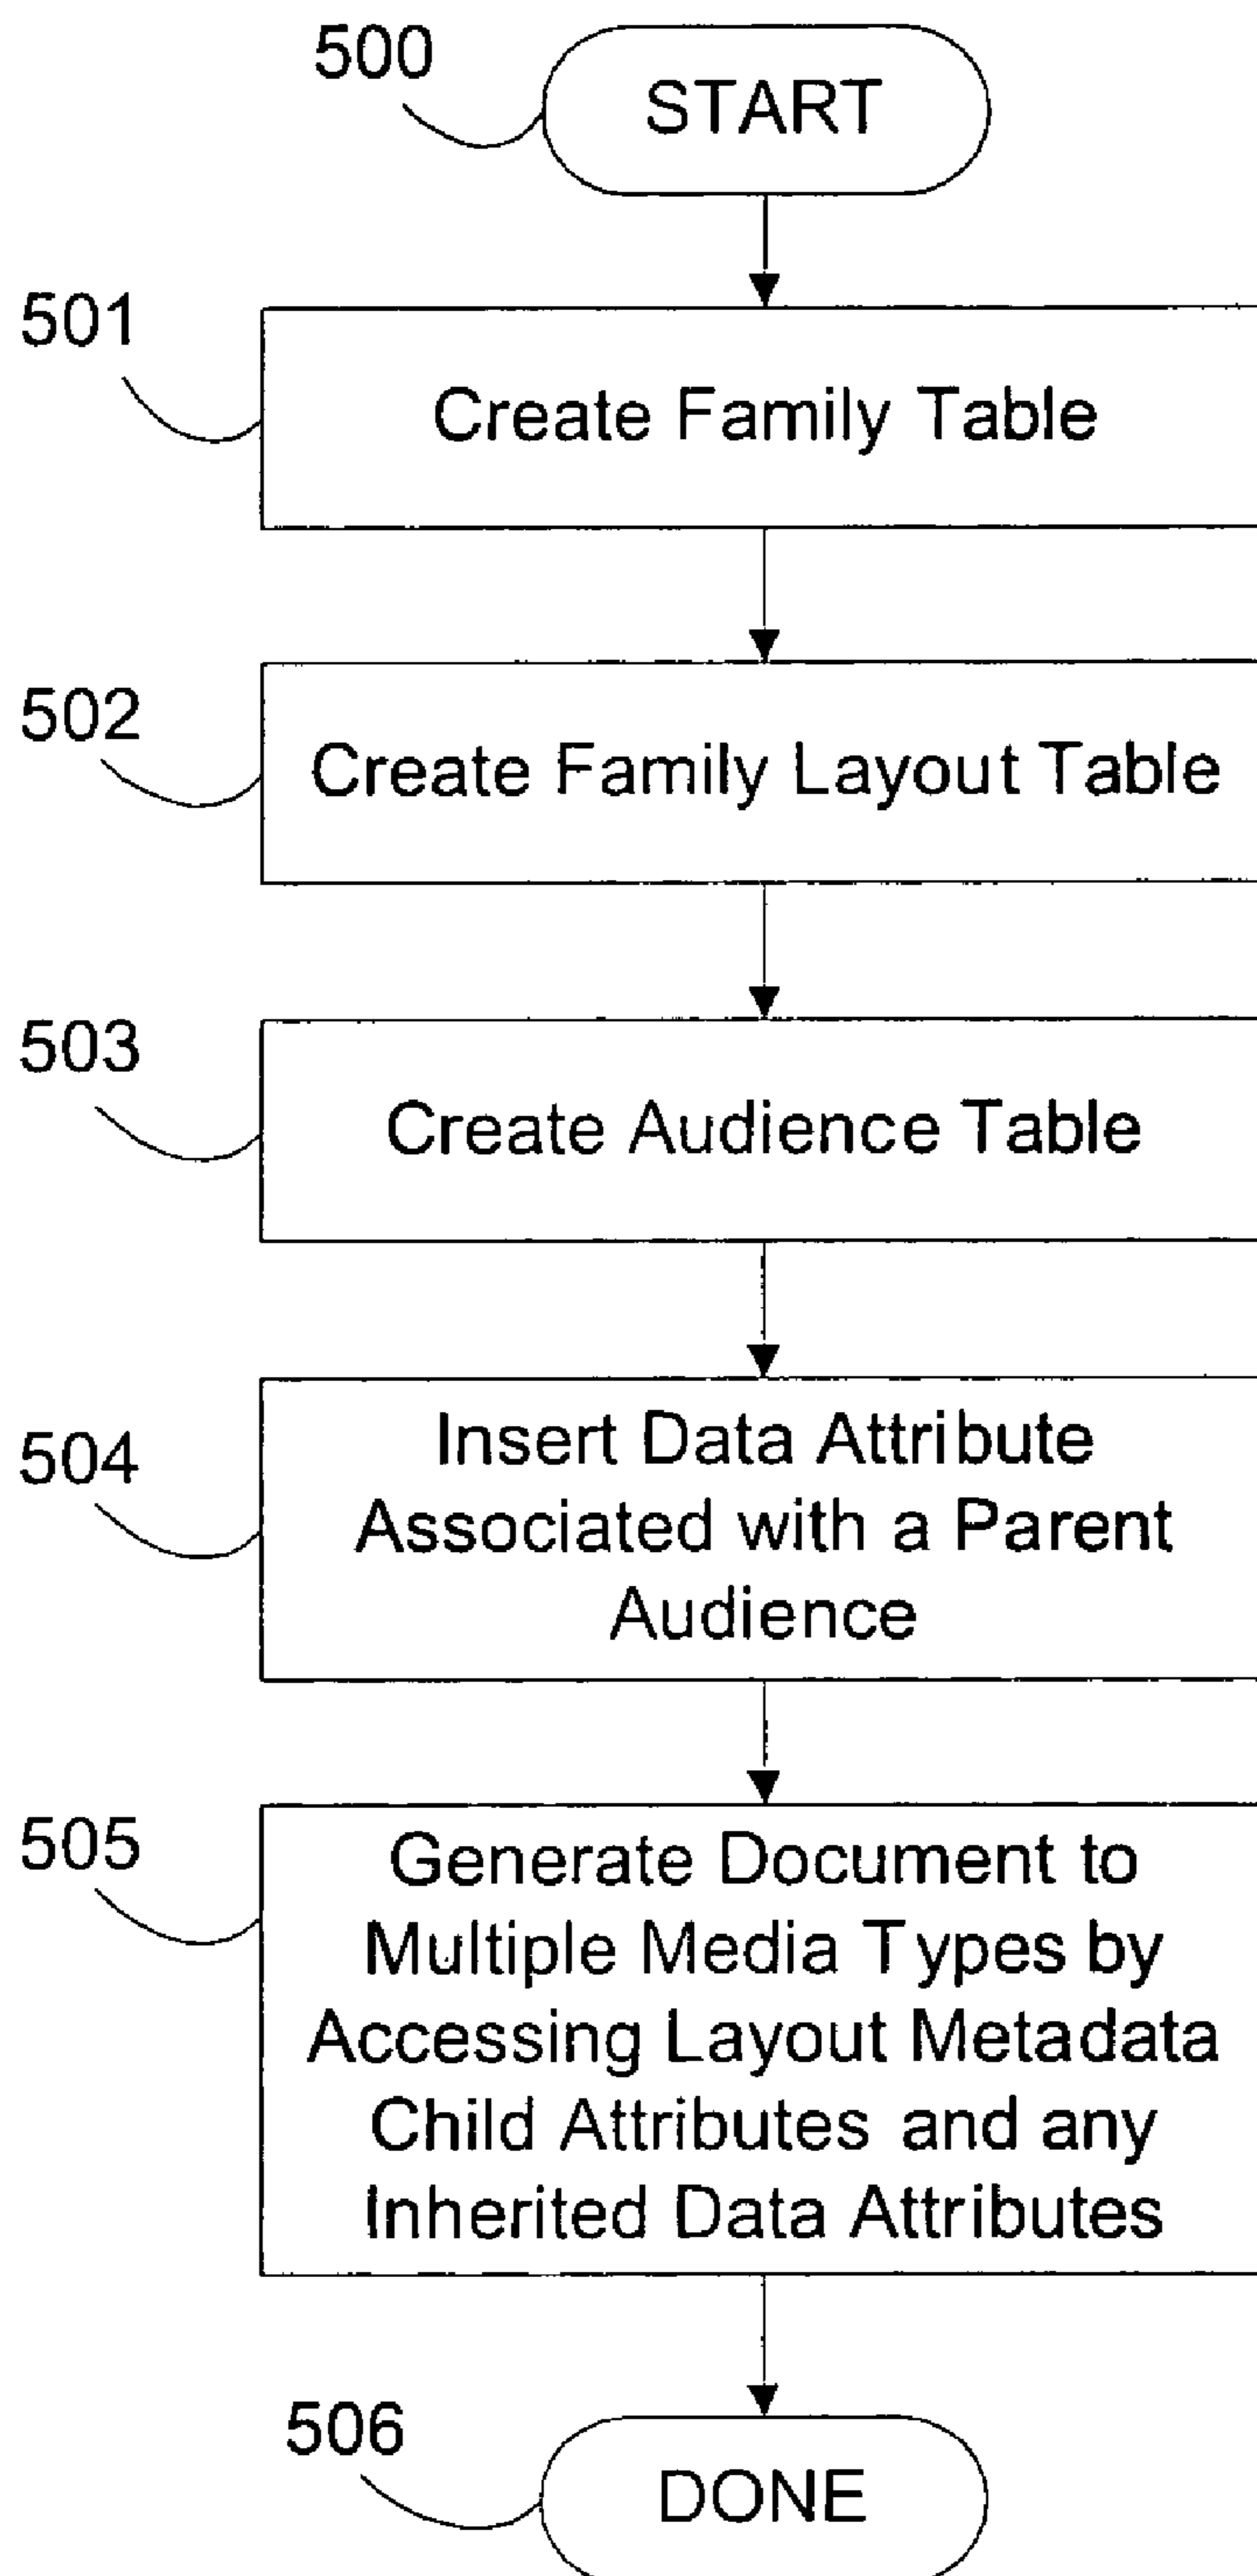 500
START
501
Create Family Table
502
Create Family Layout Table
503
Create Audience Table
504
Insert Data Attribute
Associated with a Parent
Audience
505
Generate Document to
Multiple Media Types by
Accessing Layout Metadata
Child Attributes and any
Inherited Data Attributes
506
DONE